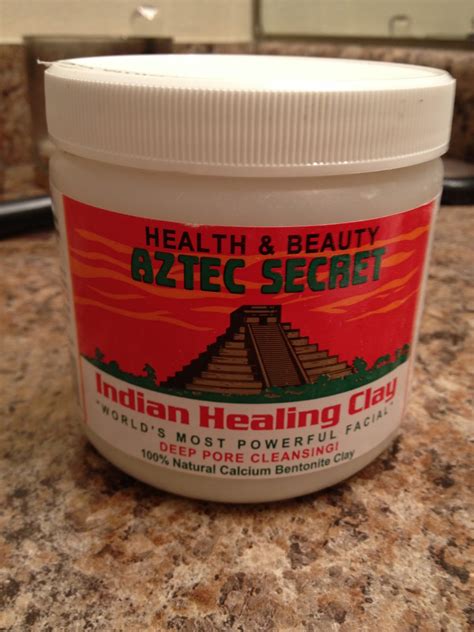 HEALTH & BEAUTY
AZTEC SECRET
Indian Healing Clay
"WORLD'S MOST POWERFUL FACIAL"
DEEP PORE CLEANSING!
100% Natural Calcium Bentonite Clay